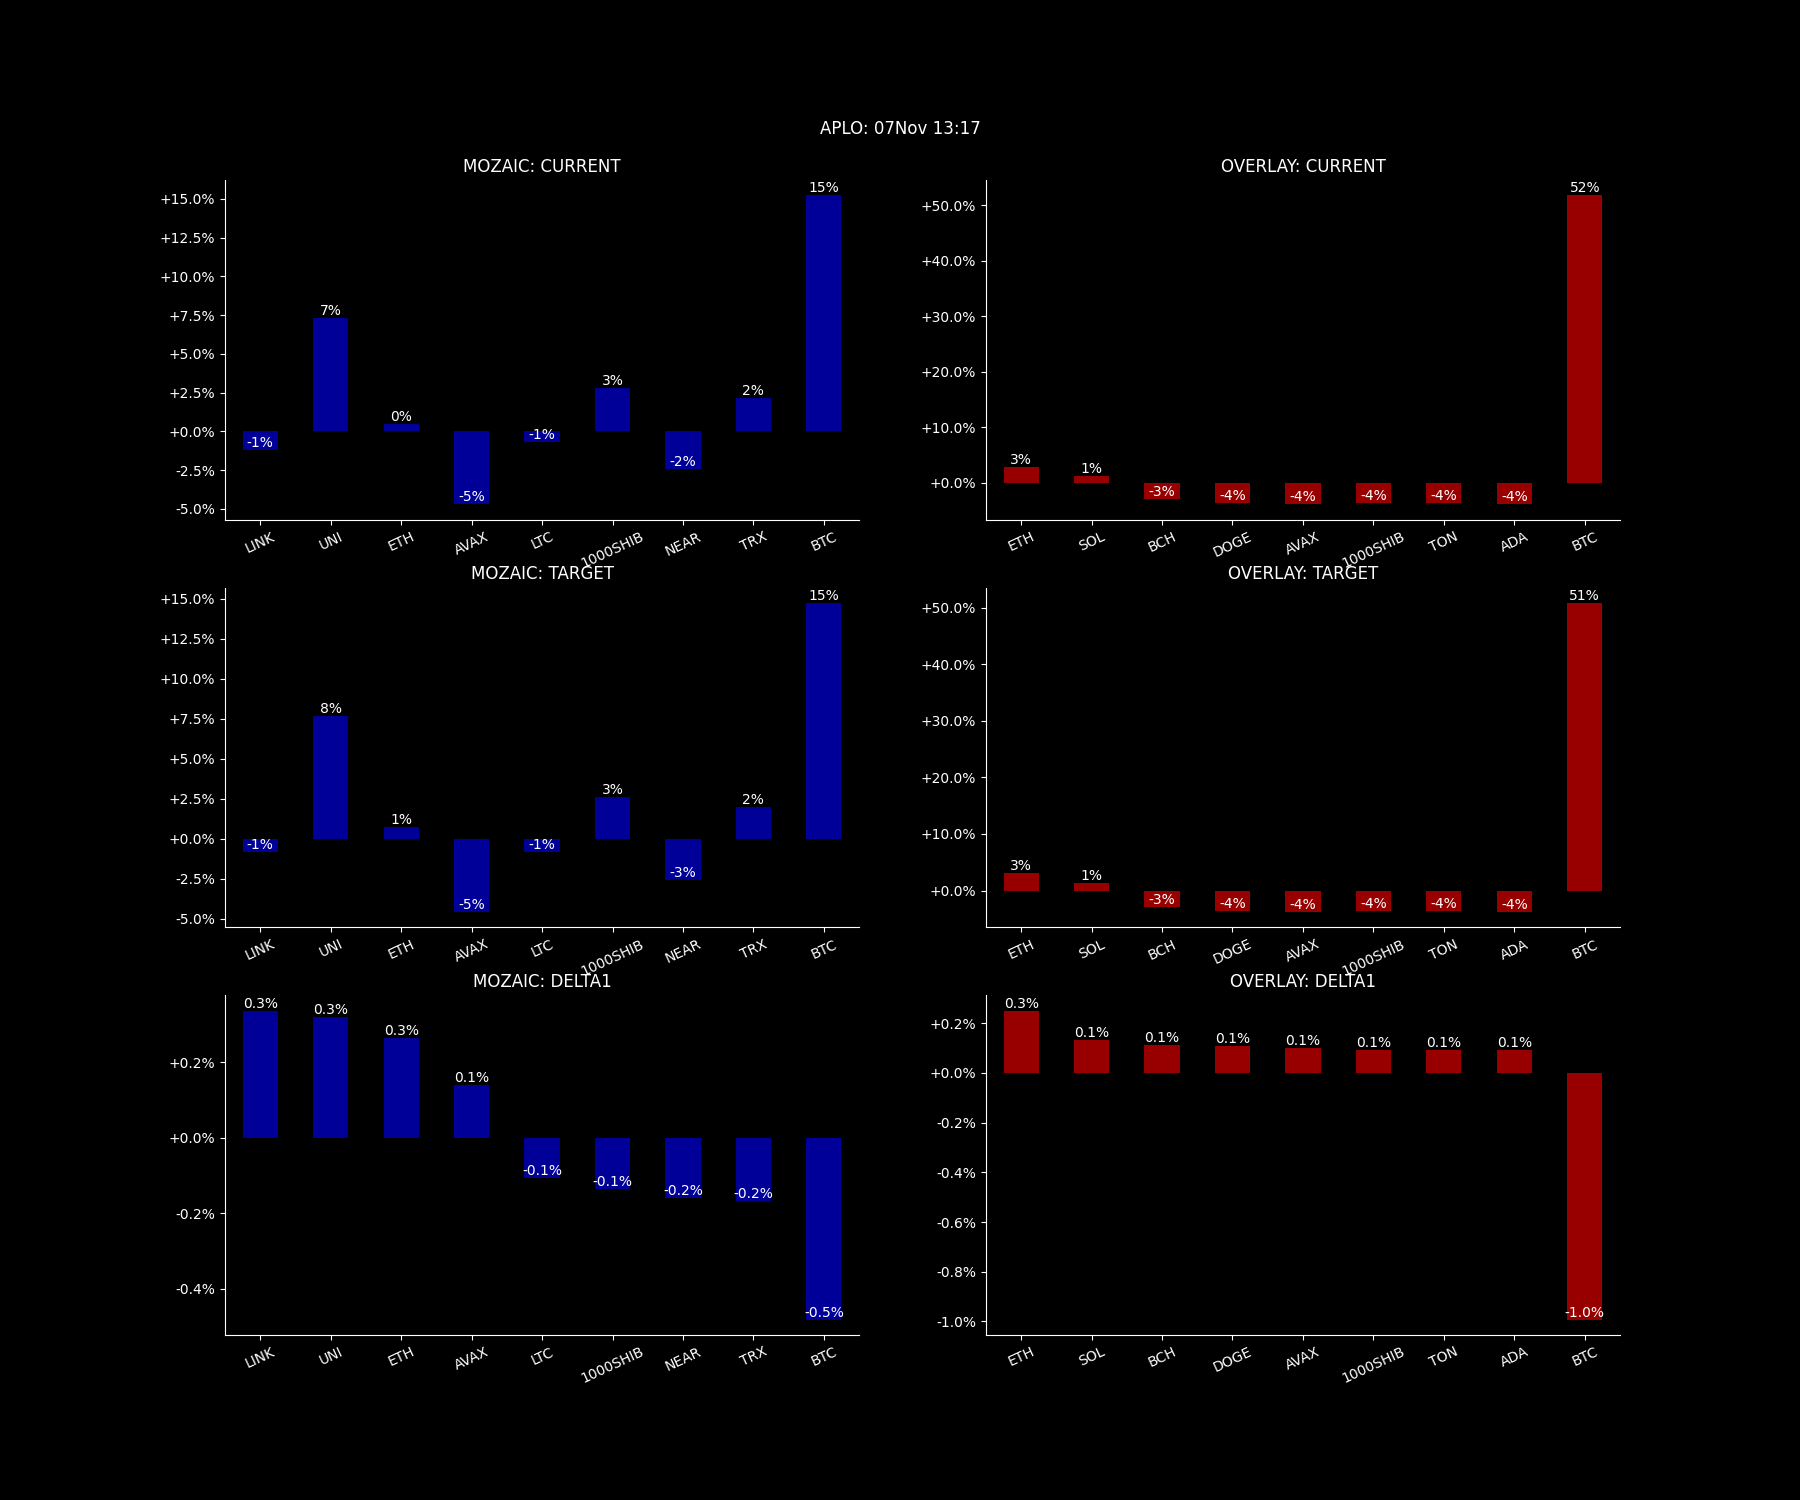 APLO: 07Nov 13:17
MOZAIC: CURRENT
+15.0%
+12.5%
+10.0%
+7.5%
+5.0%
+2.5%
+0.0%
-2.5%
-5.0%
-1%
7%
0%
-5%
-1%
3%
-2%
2%
15%
LINK
UNI
ETH
AVAX
LTC
1000SHIB
NEAR
TRX
BTC
OVERLAY: CURRENT
+50.0%
+40.0%
+30.0%
+20.0%
+10.0%
+0.0%
3%
1%
-3%
-4%
-4%
-4%
-4%
-4%
52%
ETH
SOL
BCH
DOGE
AVAX
1000SHIB
TON
ADA
BTC
MOZAIC: TARGET
+15.0%
+12.5%
+10.0%
+7.5%
+5.0%
+2.5%
+0.0%
-2.5%
-5.0%
-1%
8%
1%
-5%
-1%
3%
-3%
2%
15%
LINK
UNI
ETH
AVAX
LTC
1000SHIB
NEAR
TRX
BTC
OVERLAY: TARGET
+50.0%
+40.0%
+30.0%
+20.0%
+10.0%
+0.0%
3%
1%
-3%
-4%
-4%
-4%
-4%
-4%
51%
ETH
SOL
BCH
DOGE
AVAX
1000SHIB
TON
ADA
BTC
MOZAIC: DELTA1
+0.2%
+0.0%
-0.2%
-0.4%
0.3%
0.3%
0.3%
0.1%
-0.1%
-0.1%
-0.2%
-0.2%
-0.5%
LINK
UNI
ETH
AVAX
LTC
1000SHIB
NEAR
TRX
BTC
OVERLAY: DELTA1
+0.2%
+0.0%
-0.2%
-0.4%
-0.6%
-0.8%
-1.0%
0.3%
0.1%
0.1%
0.1%
0.1%
0.1%
0.1%
0.1%
-1.0%
ETH
SOL
BCH
DOGE
AVAX
1000SHIB
TON
ADA
BTC